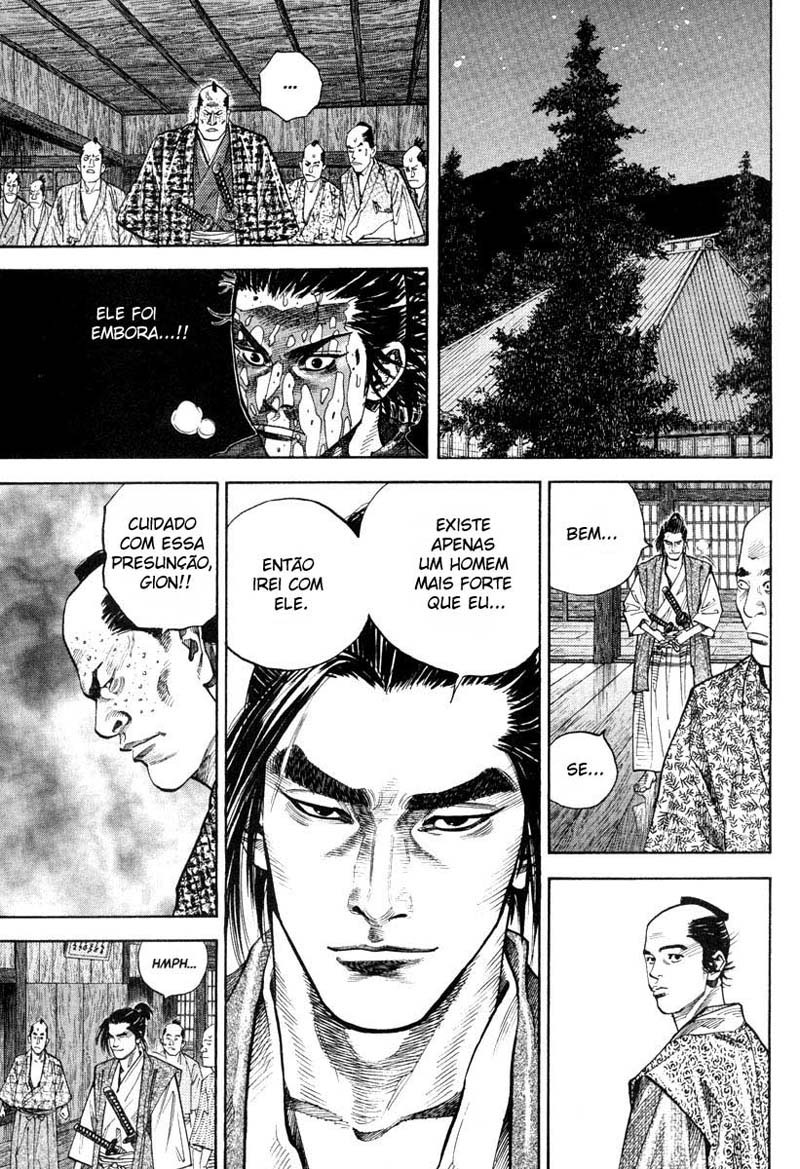 ...
ELE FOI
EMBORA...!!
BEM...
SE...
EXISTE
APENAS
UM HOMEM
MAIS FORTE
QUE EU...
ENTÃO
IREI COM
ELE.
CUIDADO
COM ESSA
PRESUNÇÃO,
GION!!
HMPH...